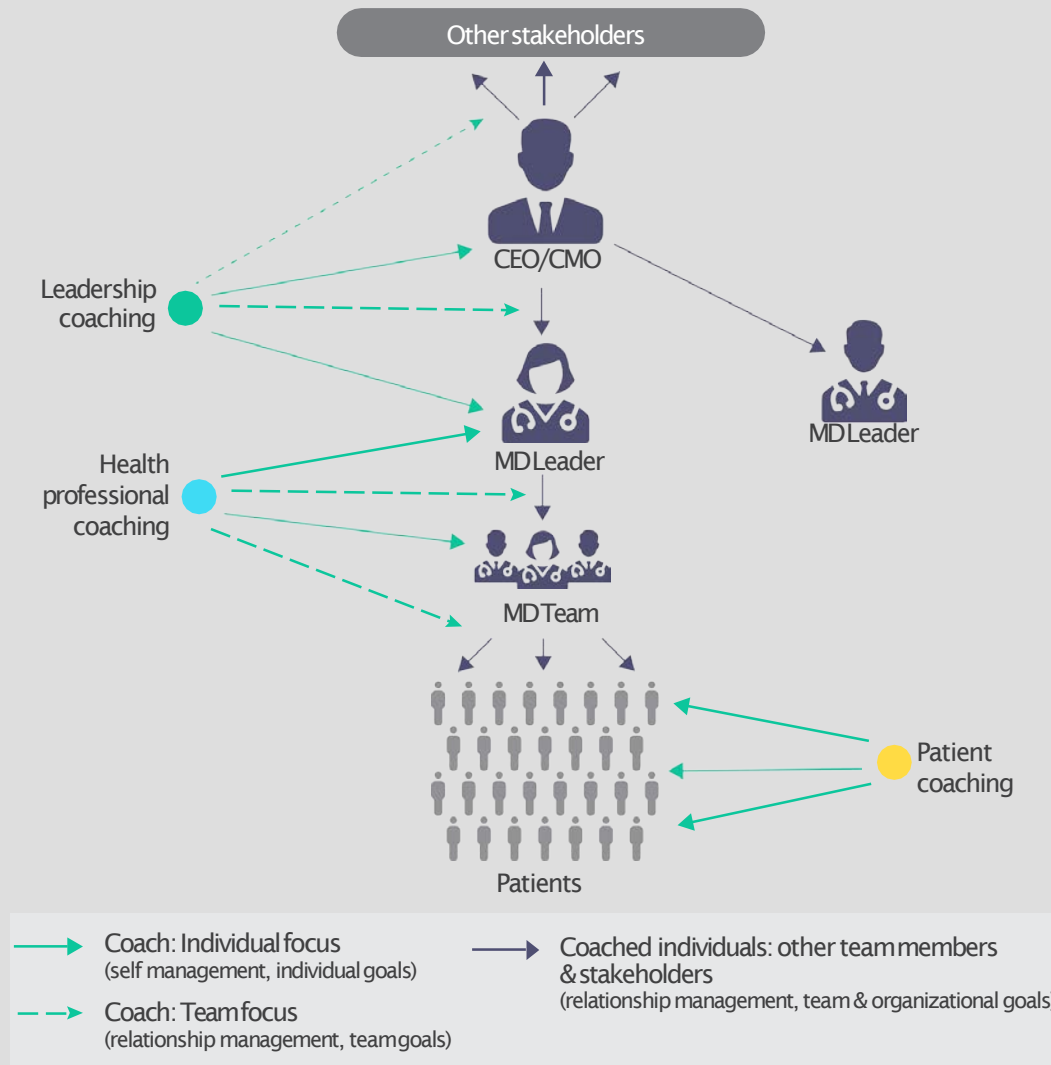 Other stakeholders
CEO/CMO
Leadership
coaching
MD Leader
MD Leader
Health
professional
coaching
MD Team
Patient
coaching
Patients
Coach: Individual focus
(self management, individual goals)
Coach: Team focus
(relationship management, team goals)
Coached individuals: other team members
& stakeholders
(relationship management, team & organizational goals)